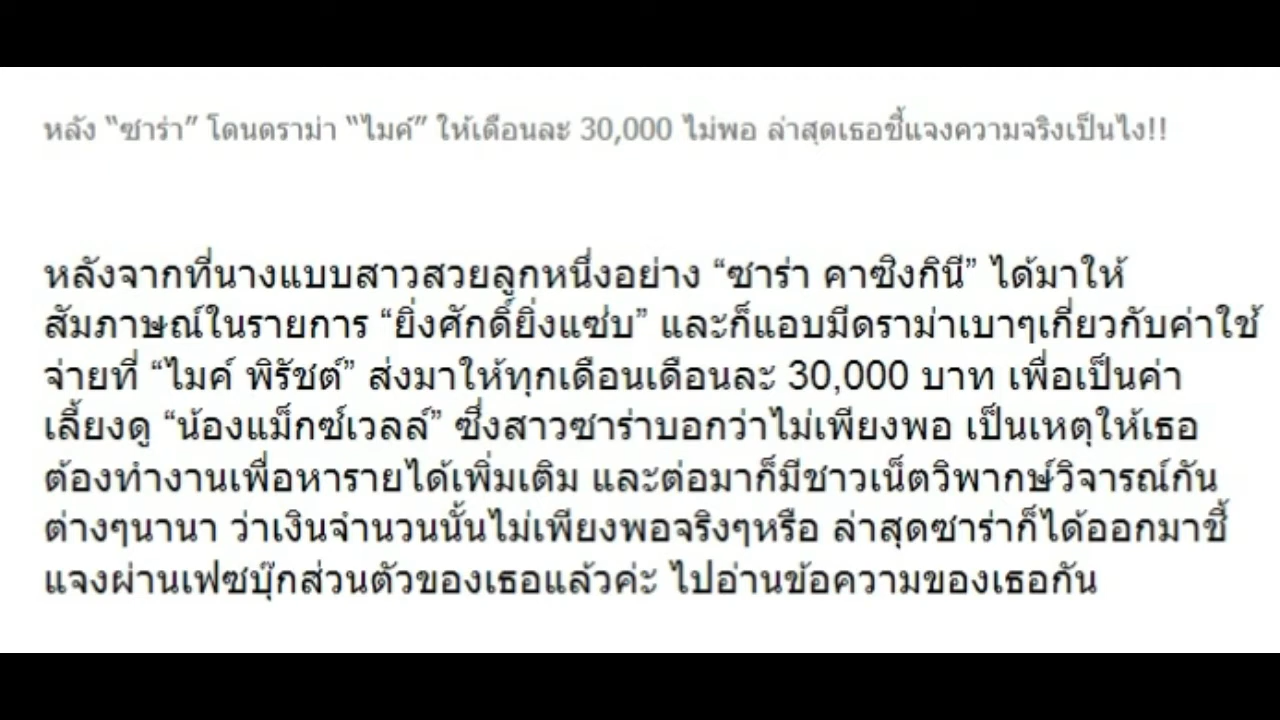 หลัง “ซาร่า” โดนดราม่า “ไมค์” ให้เดือนละ 30,000 ไม่พอ ล่าสุดเธอชี้แจงความจริงเป็นไง!!
หลังจากที่นางแบบสาวสวยลูกหนึ่งอย่าง “ซาร่า คาซิงกินี” ได้มาให้
สัมภาษณ์ในรายการ “ยิ่งศักดิ์ยิ่งแซ่บ” และก็แอบมีดราม่าเบาๆเกี่ยวกับค่าใช้
จ่ายที่ “ไมค์ พิรัชต์” ส่งมาให้ทุกเดือนเดือนละ 30,000 บาท เพื่อเป็นค่า
เลี้ยงดู “น้องแม็กซ์เวลล์” ซึ่งสาวซาร่าบอกว่าไม่เพียงพอ เป็นเหตุให้เธอ
ต้องทำงานเพื่อหารายได้เพิ่มเติม และต่อมาก็มีชาวเน็ตวิพากษ์วิจารณ์กัน
ต่างๆนานา ว่าเงินจำนวนนั้นไม่เพียงพอจริงๆหรือ ล่าสุดซาร่าก็ได้ออกมาชี้
แจงผ่านเฟซบุ๊กส่วนตัวของเธอแล้วค่ะ ไปอ่านข้อความของเธอกัน